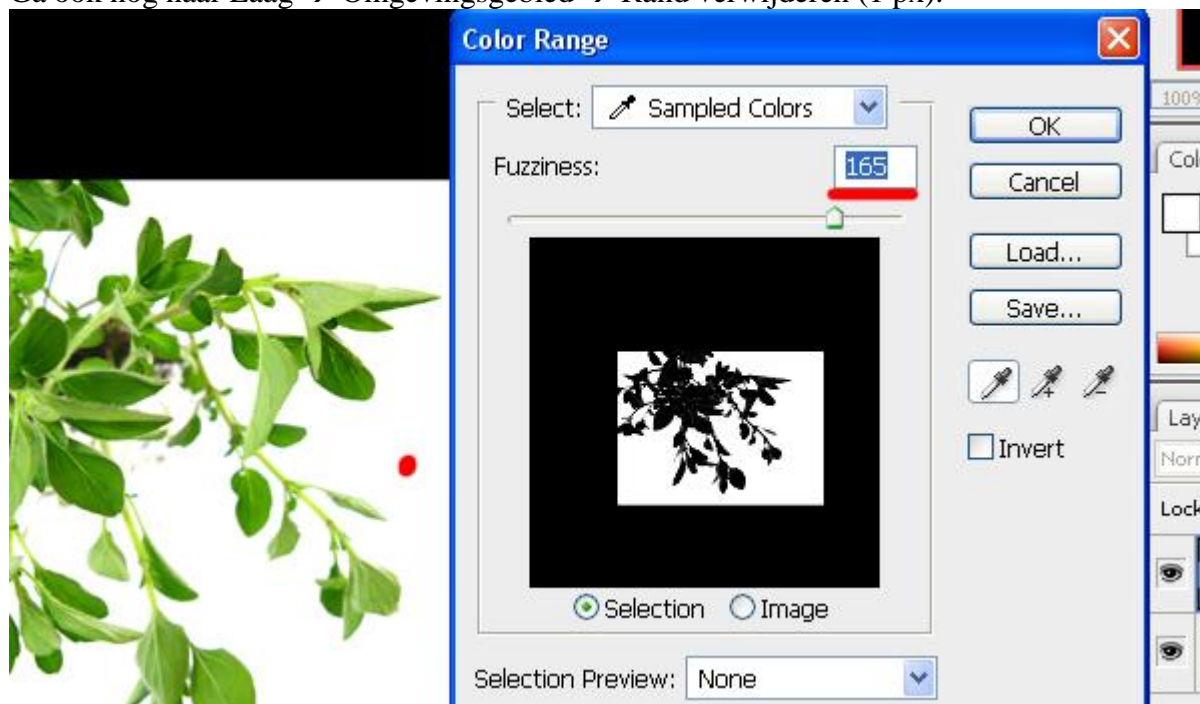 Ga ook nog naar Laag → Omgevingsgebied → Rand verwijderen (1 px).
Color Range
Select: Sampled Colors
OK
Fuzziness: 165
Cancel
Load...
Save...
Invert
Selection Image
Selection Preview: None
100%
Col
Lay
Norr
Lock